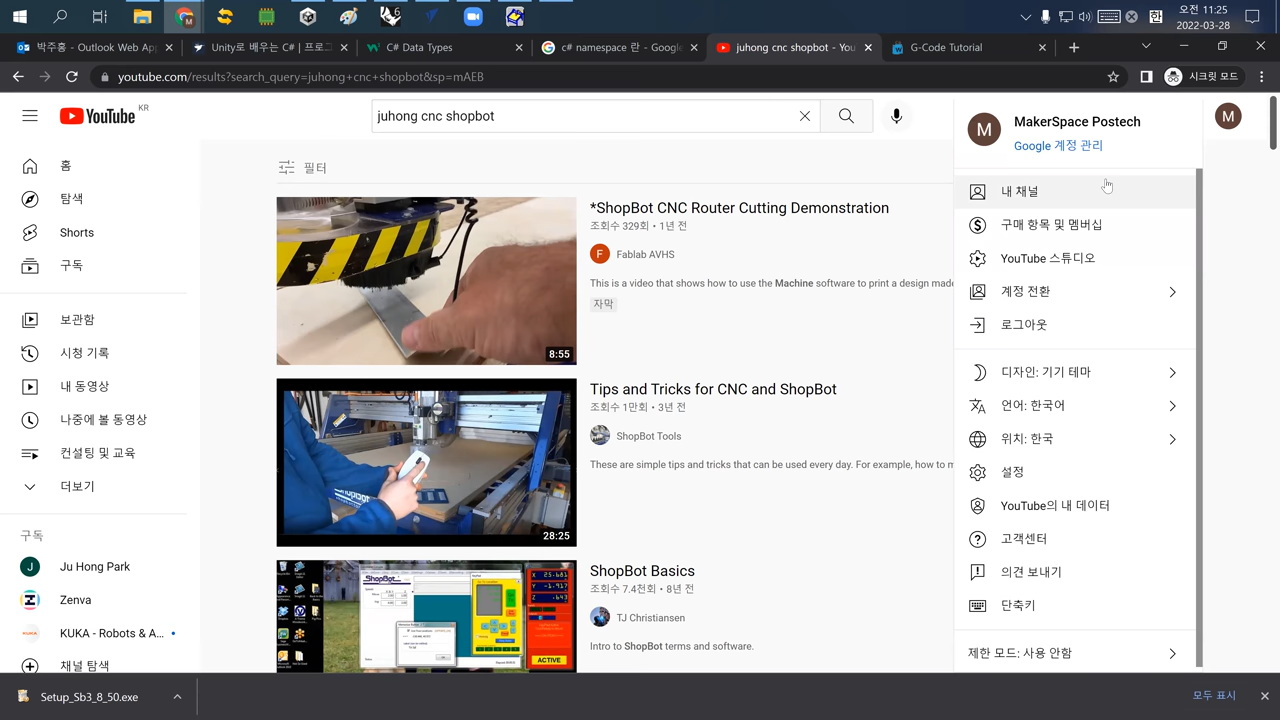 오전 11:25
2022-03-28
박주홍 - Outlook Web Ap
Unity로 배우는 C# | 프로그
C# Data Types
c# namespace 란 - Google
juhong cnc shopbot - You
G-Code Tutorial
youtube.com/results?search_query=juhong+cnc+shopbot&sp=mAEB
시크릿 모드
YouTube KR
juhong cnc shopbot
M
MakerSpace Postech
Google 계정 관리
M
홈
탐색
Shorts
구독
보관함
시청 기록
내 동영상
나중에 볼 동영상
컨설팅 및 교육
더보기
구독
J
Ju Hong Park
Zenva
KUKA - Robots & Au
채널 탐색
필터
*ShopBot CNC Router Cutting Demonstration
조회수 329회 • 1년 전
F
Fablab AVHS
This is a video that shows how to use the Machine software to print a design made
자막
8:55
Tips and Tricks for CNC and ShopBot
조회수 1만회 • 3년 전
ShopBot Tools
These are simple tips and tricks that can be used every day. For example, how to m
28:25
ShopBot Basics
조회수 7.4천회 • 8년 전
TJ Christiansen
Intro to ShopBot terms and software.
ShopBot
X 25.681
Y -1.917
Z .643
ACTIVE
내 채널
구매 항목 및 멤버십
YouTube 스튜디오
계정 전환
로그아웃
디자인: 기기 테마
언어: 한국어
위치: 한국
설정
YouTube의 내 데이터
고객센터
의견 보내기
단축키
제한 모드: 사용 안함
Setup_Sb3_8_50.exe
모두 표시